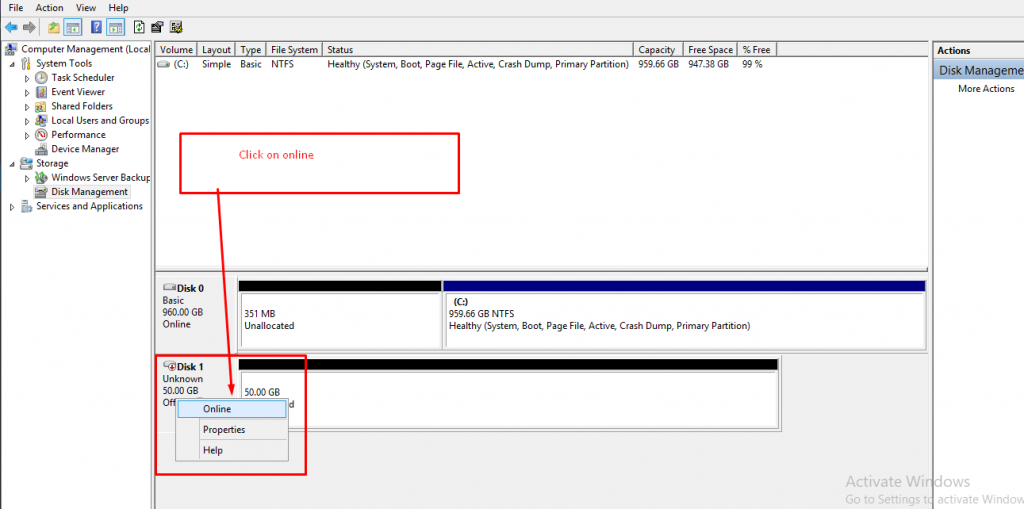 File Action View Help
Computer Management (Local
System Tools
Task Scheduler
Event Viewer
Shared Folders
Local Users and Groups
Performance
Device Manager
Storage
Windows Server Backup
Disk Management
Services and Applications
Volume Layout Type File System Status Capacity Free Space % Free
(C:) Simple Basic NTFS Healthy (System, Boot, Page File, Active, Crash Dump, Primary Partition) 959.66 GB 947.38 GB 99 %
Click on online
Disk 0
Basic
960.00 GB
Online
351 MB
Unallocated
(C:)
959.66 GB NTFS
Healthy (System, Boot, Page File, Active, Crash Dump, Primary Partition)
Disk 1
Unknown
50.00 GB
Off
50.00 GB
d
Online
Properties
Help
Actions
Disk Manageme
More Actions
Activate Windows
Go to Settings to activate Window